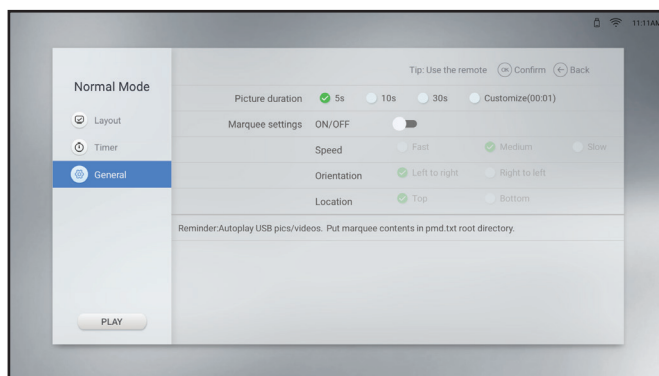 11:11AM
Tip: Use the remote OK Confirm Back
Normal Mode
Picture duration 5s 10s 30s Customize(00:01)
Layout
Marquee settings ON/OFF
Timer
Speed Fast Medium Slow
General
Orientation Left to right Right to left
Location Top Bottom
Reminder:Autoplay USB pics/videos. Put marquee contents in pmd.txt root directory.
PLAY